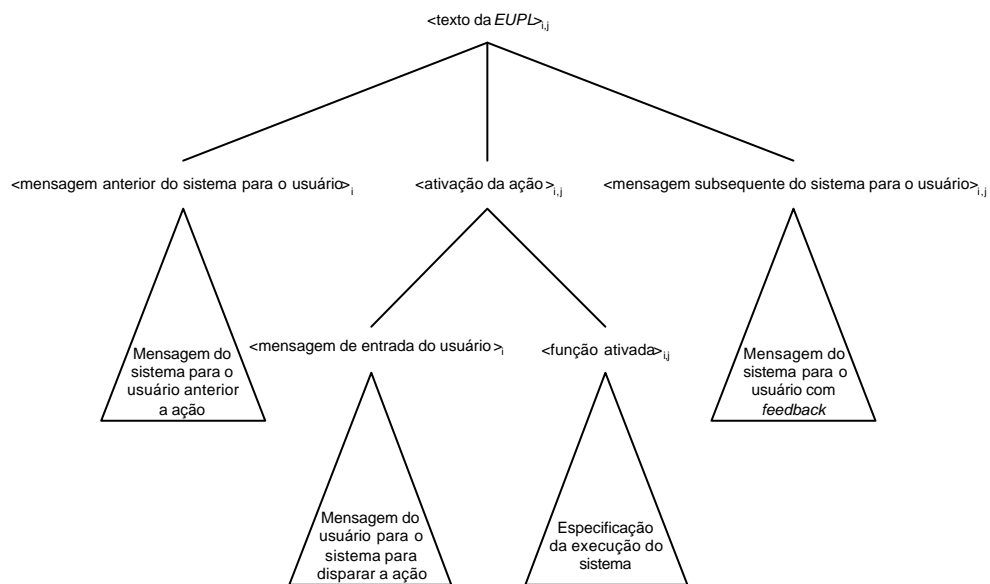 <texto da EUPL>i,j
<mensagem anterior do sistema para o usuário>i
<ativação da ação>i,j
<mensagem subsequente do sistema para o usuário>i,j
<mensagem de entrada do usuário>i
<função ativada>i,j
Mensagem do
sistema para o
usuário anterior
a ação
Mensagem do
sistema para o
usuário com
feedback
Mensagem do
usuário para o
sistema para
disparar a ação
Especificação
da execução do
sistema